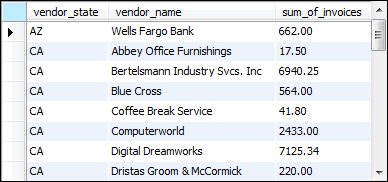 vendor_state vendor_name sum_of_invoices
AZ Wells Fargo Bank 662.00
CA Abbey Office Furnishings 17.50
CA Bertelsmann Industry Svcs. Inc 6940.25
CA Blue Cross 564.00
CA Coffee Break Service 41.80
CA Computerworld 2433.00
CA Digital Dreamworks 7125.34
CA Dristas Groom & McCormick 220.00